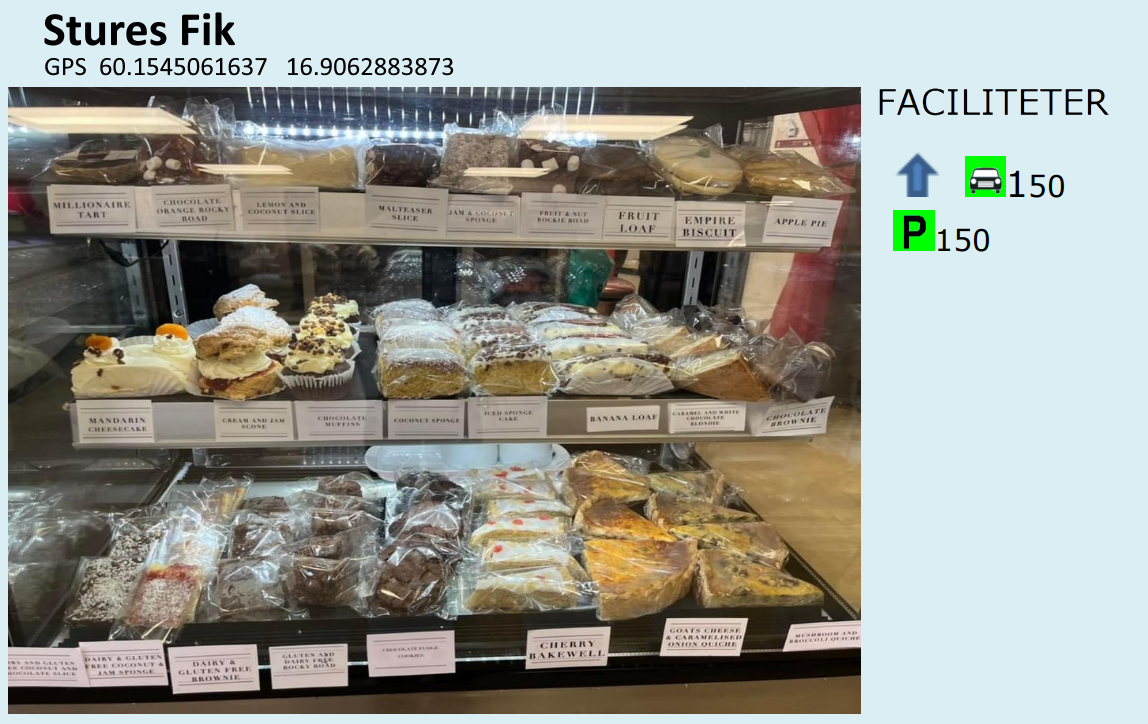 Stures Fik
GPS 60.1545061637 16.9062883873
FACILITETER
150
P 150
MILLIONAIRE
TART
CHOCOLATE
ORANGE ROCKY
ROAD
LEMON AND
COCONUT SLICE
MALTEASER
SLICE
JAM & COCONUT
SPONGE
FRUIT & NUT
ROCKIE ROAD
FRUIT
LOAF
EMPIRE
BISCUIT
APPLE PIE
MANDARIN
CHEESECAKE
CREAM AND JAM
SCONE
CHOCOLATE
MUFFINS
COCONUT SPONGE
ICED SPONGE
CAKE
BANANA LOAF
CARAMEL AND WHITE
CHOCOLATE
BLONDIE
CHOCOLATE
BROWNIE
AND GLUTEN
COCONUT AND
SLICE
DAIRY & GLUTEN
FREE COCONUT &
JAM SPONGE
DAIRY &
GLUTEN FREE
BROWNIE
GLUTEN AND
DAIRY FREE
ROCKY ROAD
CHOCOLATE FUDGE
COOKIES
CHERRY
BAKEWELL
GOATS CHEESE
& CARAMELISED
ONION QUICHE
MUSHROOM AND
BROCCOLI QUICHE